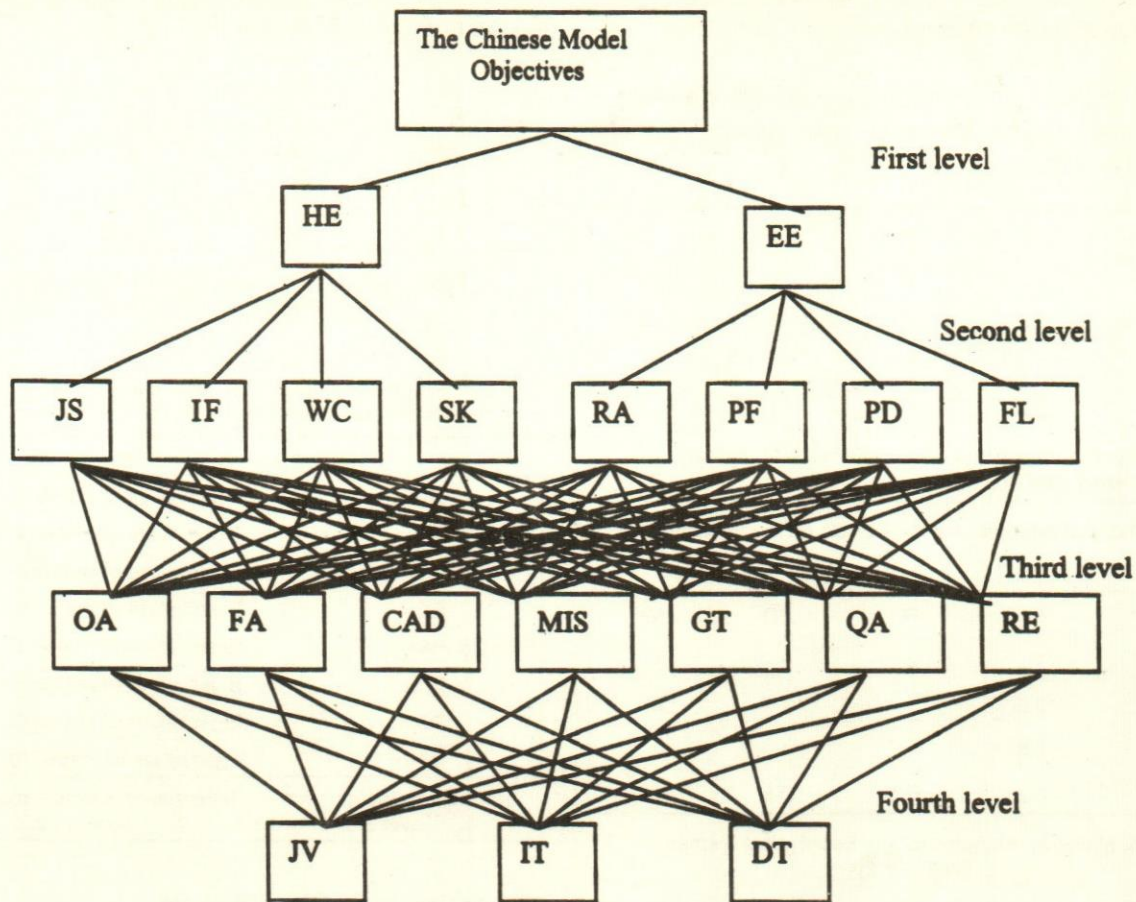 The Chinese Model
Objectives
First level
HE
EE
Second level
JS IF WC SK RA PF PD FL
Third level
OA FA CAD MIS GT QA RE
Fourth level
JV IT DT